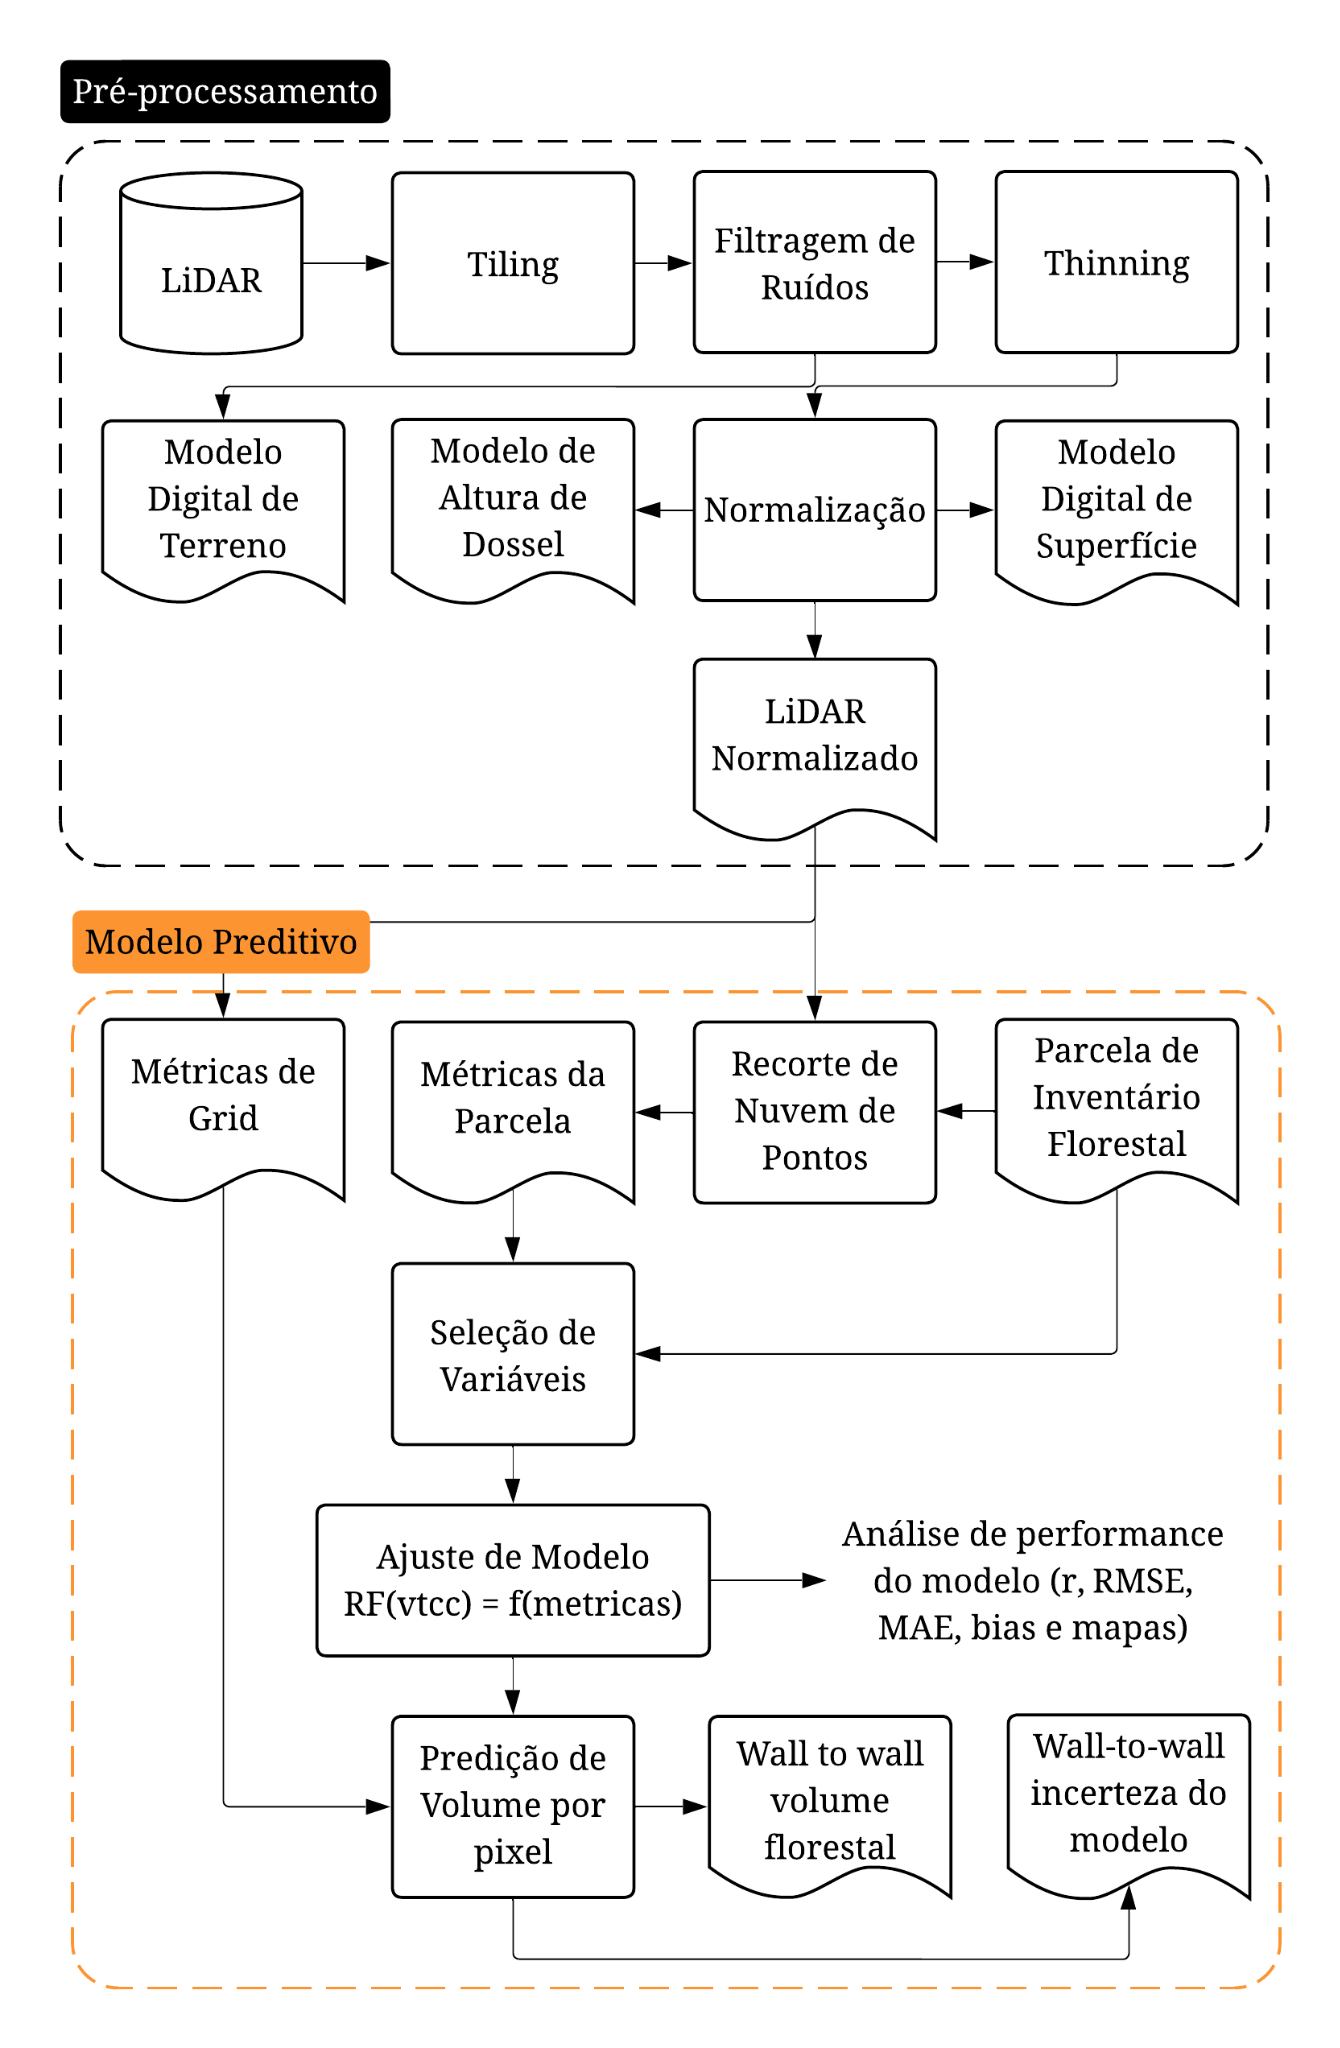 Pré-processamento
LiDAR
Tiling
Filtragem de
Ruídos
Thinning
Modelo
Digital de
Terreno
Modelo de
Altura de
Dossel
Normalização
Modelo
Digital de
Superfície
LiDAR
Normalizado
Modelo Preditivo
Métricas de
Grid
Métricas da
Parcela
Recorte de
Nuvem de
Pontos
Parcela de
Inventário
Florestal
Seleção de
Variáveis
Ajuste de Modelo
RF(vtcc) = f(metricas)
Análise de performance
do modelo (r, RMSE,
MAE, bias e mapas)
Predição de
Volume por
pixel
Wall to wall
volume
florestal
Wall-to-wall
incerteza do
modelo